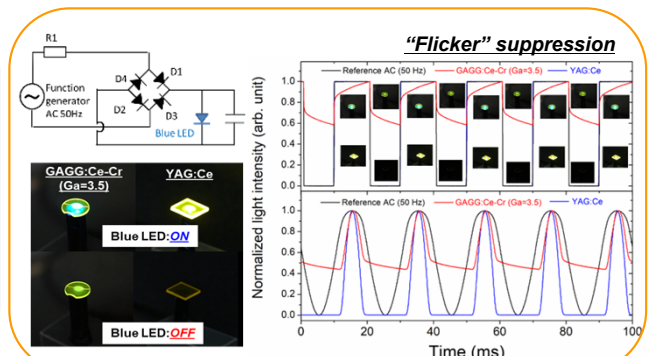 "Flicker" suppression
R1
D4
D1
D2
D3
Function
generator
AC 50Hz
Blue LED
GAGG:Ce-Cr
(Ga=3.5)
YAG:Ce
Blue LED:ON
Blue LED:OFF
Normalized light intensity (arb. unit)
Reference AC (50 Hz) GAGG:Ce-Cr (Ga=3.5) YAG:Ce
1.0
0.8
0.6
0.4
0.2
0.0
Reference AC (50 Hz) GAGG:Ce-Cr (Ga=3.5) YAG:Ce
1.0
0.8
0.6
0.4
0.2
0.0
0 20 40 60 80 100
Time (ms)